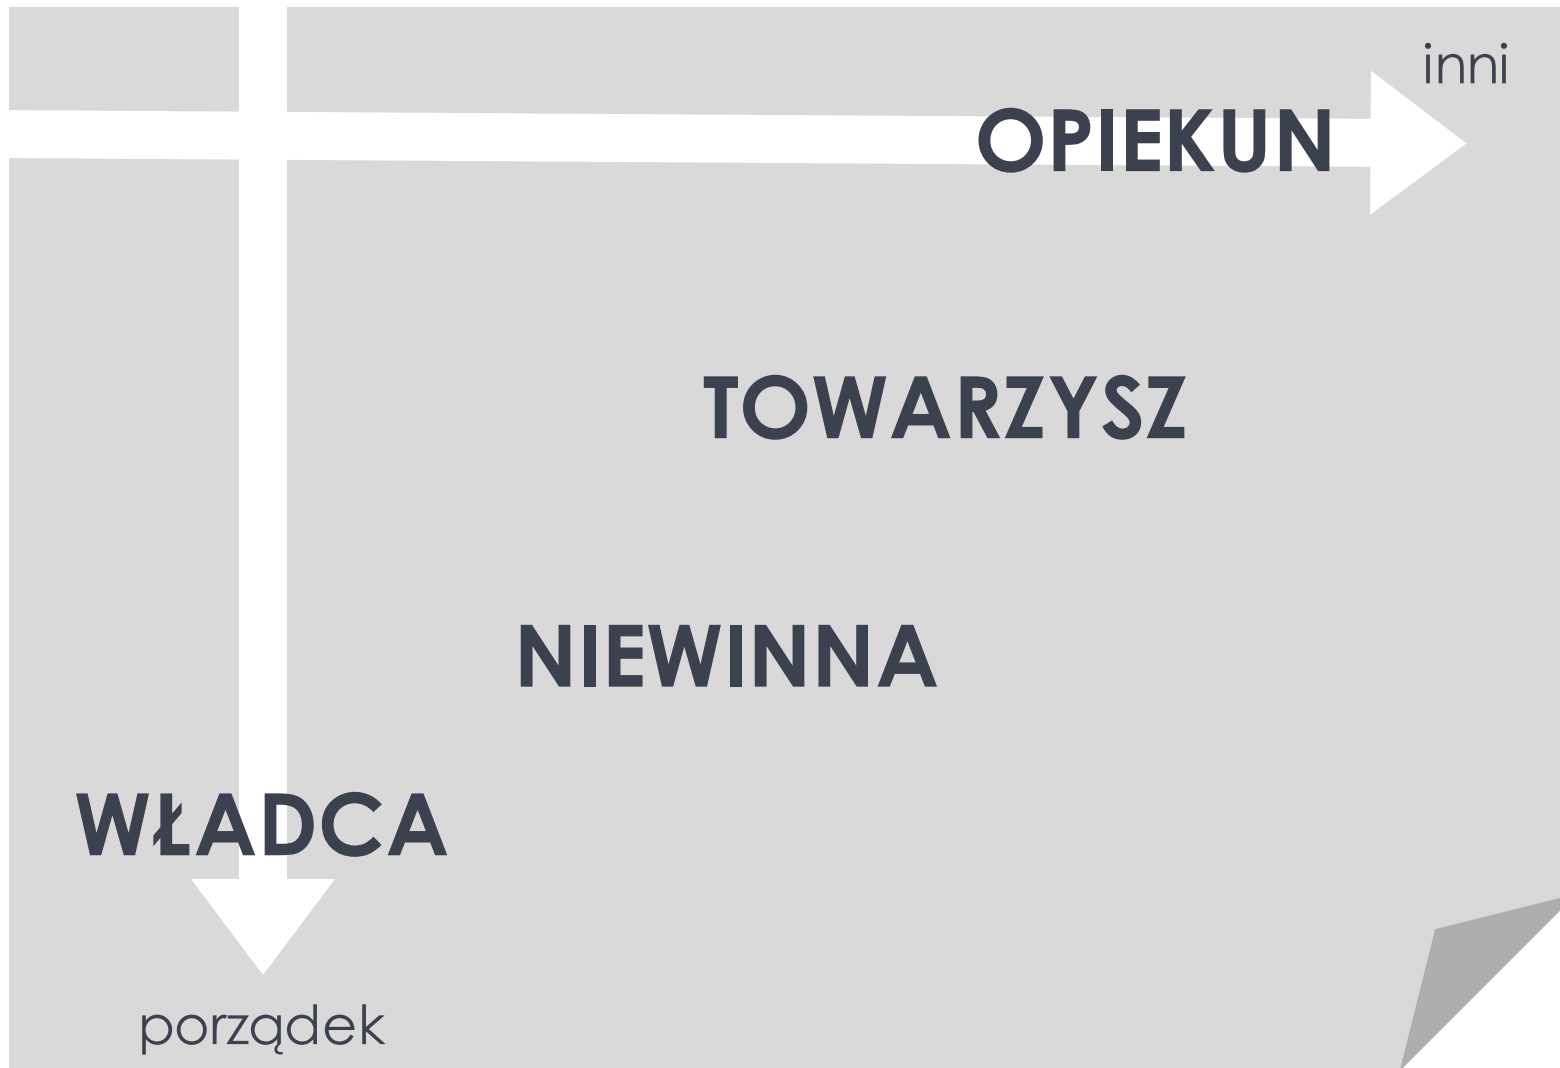 inni
OPIEKUN
TOWARZYSZ
NIEWINNA
WŁADCA
porządek